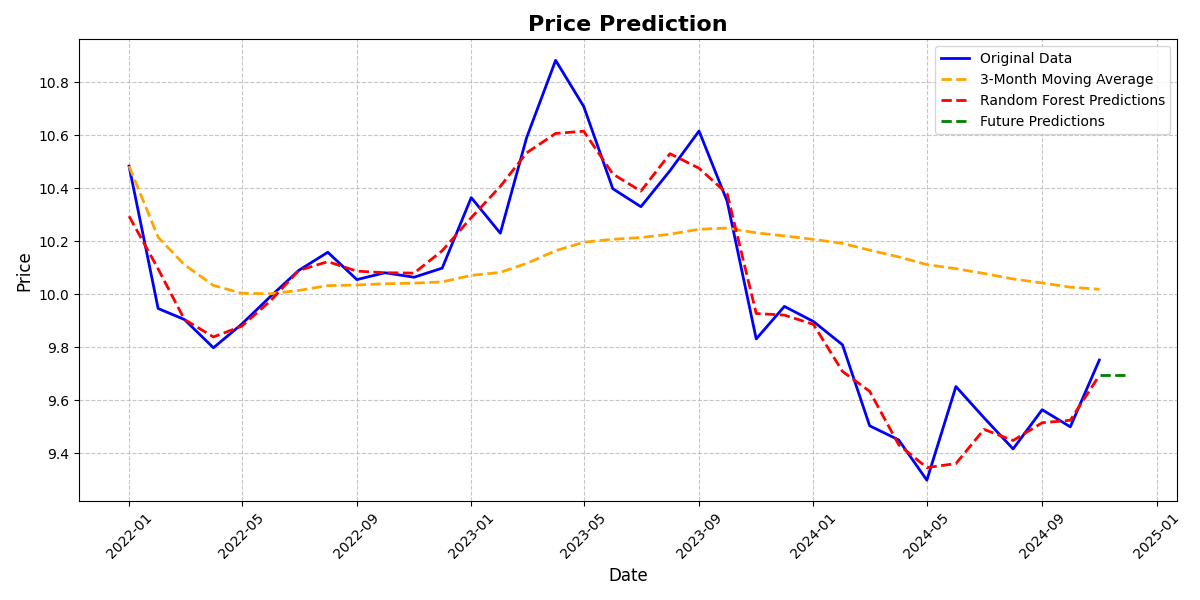 Price Prediction
Original Data
3-Month Moving Average
Random Forest Predictions
Future Predictions
Price
10.8
10.6
10.4
10.2
10.0
9.8
9.6
9.4
2022-01
2022-05
2022-09
2023-01
2023-05
2023-09
2024-01
2024-05
2024-09
2025-01
Date